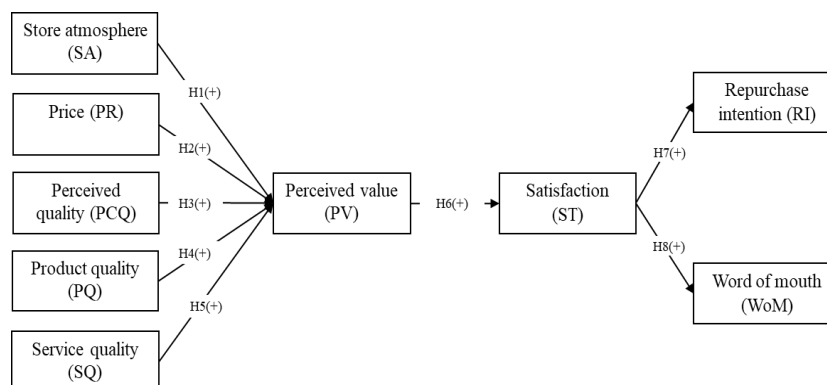 Store atmosphere
(SA)
H1(+)
Price (PR)
H2(+)
Perceived
quality (PCQ)
H3(+)
Product quality
(PQ)
H4(+)
Service quality
(SQ)
H5(+)
Perceived value
(PV)
H6(+)
Satisfaction
(ST)
H7(+)
Repurchase
intention (RI)
H8(+)
Word of mouth
(WoM)